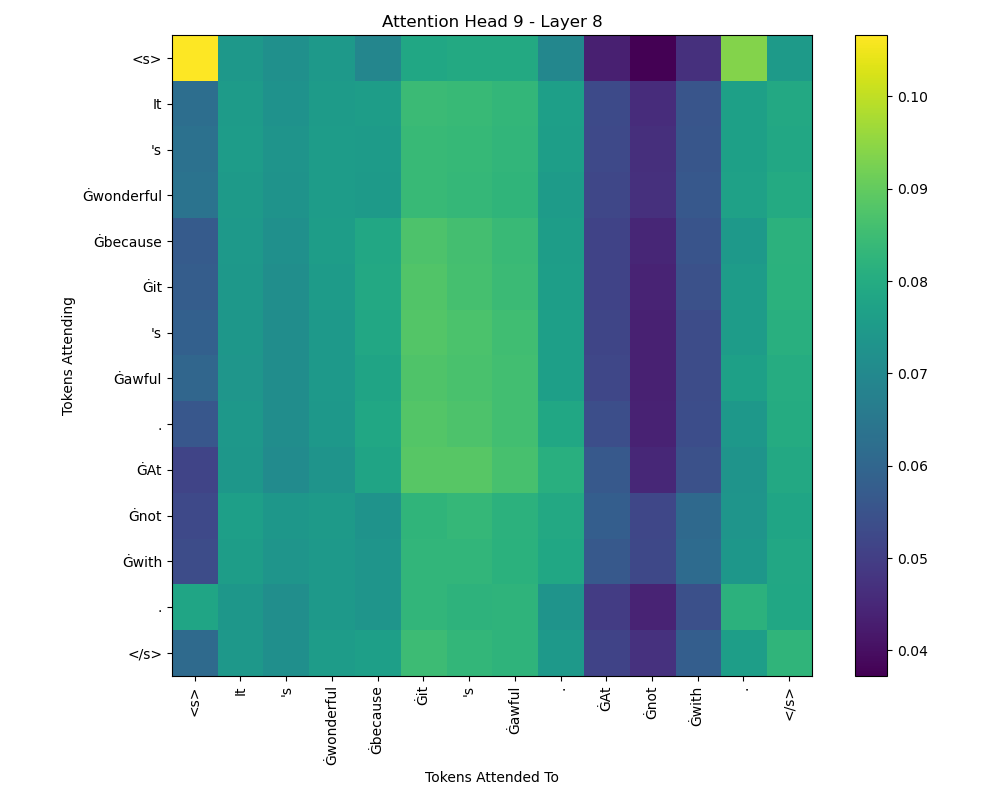 Attention Head 9 - Layer 8
<s>
It
's
Ġwonderful
Ġbecause
Ġit
's
Ġawful
.
ĠAt
Ġnot
Ġwith
.
</s>
Tokens Attending
<s>
It
's
Ġwonderful
Ġbecause
Ġit
's
Ġawful
.
ĠAt
Ġnot
Ġwith
.
</s>
Tokens Attended To
0.10
0.09
0.08
0.07
0.06
0.05
0.04